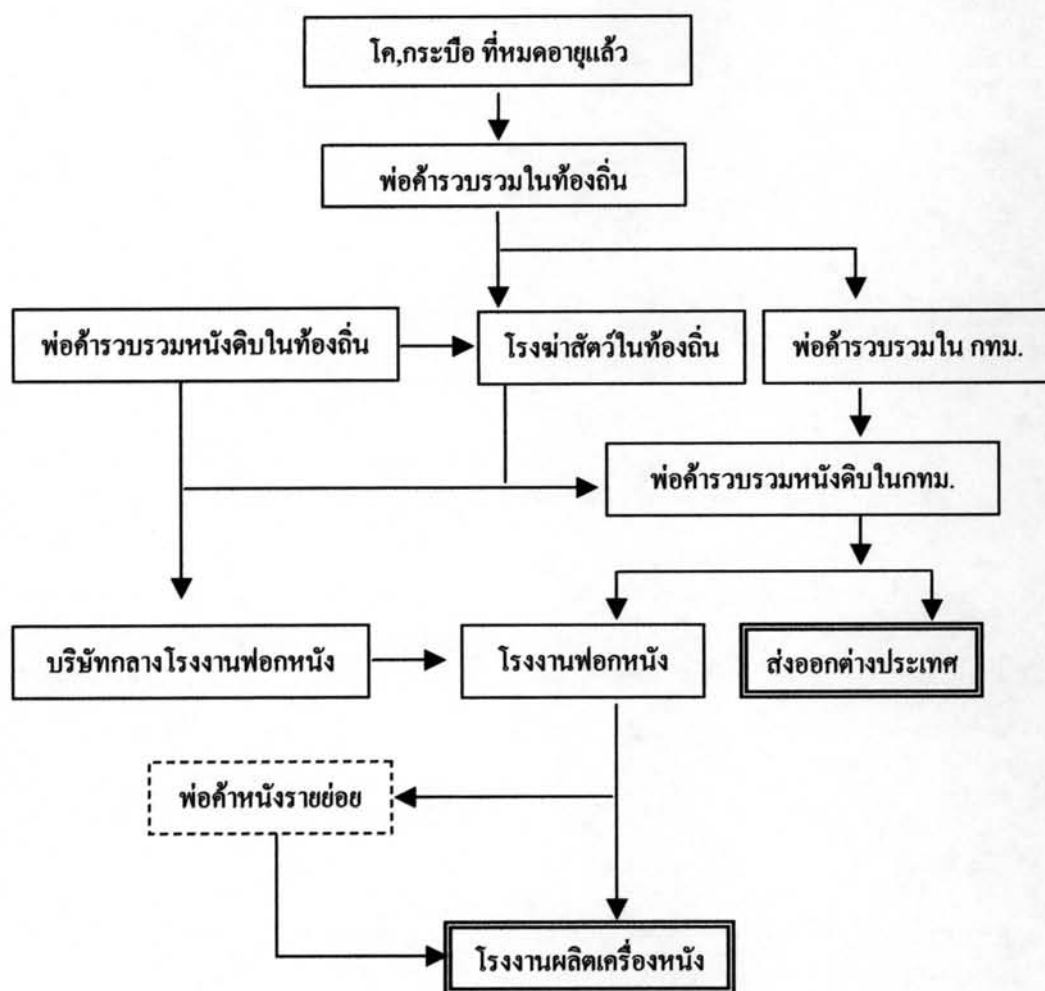 โค,กระบือ ที่หมดอายุแล้ว
พ่อค้ารวบรวมในท้องถิ่น
พ่อค้ารวบรวมหนังดิบในท้องถิ่น
โรงฆ่าสัตว์ในท้องถิ่น
พ่อค้ารวบรวมใน กทม.
พ่อค้ารวบรวมหนังดิบในกทม.
บริษัทกลางโรงงานฟอกหนัง
โรงงานฟอกหนัง
ส่งออกต่างประเทศ
พ่อค้าหนังรายย่อย
โรงงานผลิตเครื่องหนัง